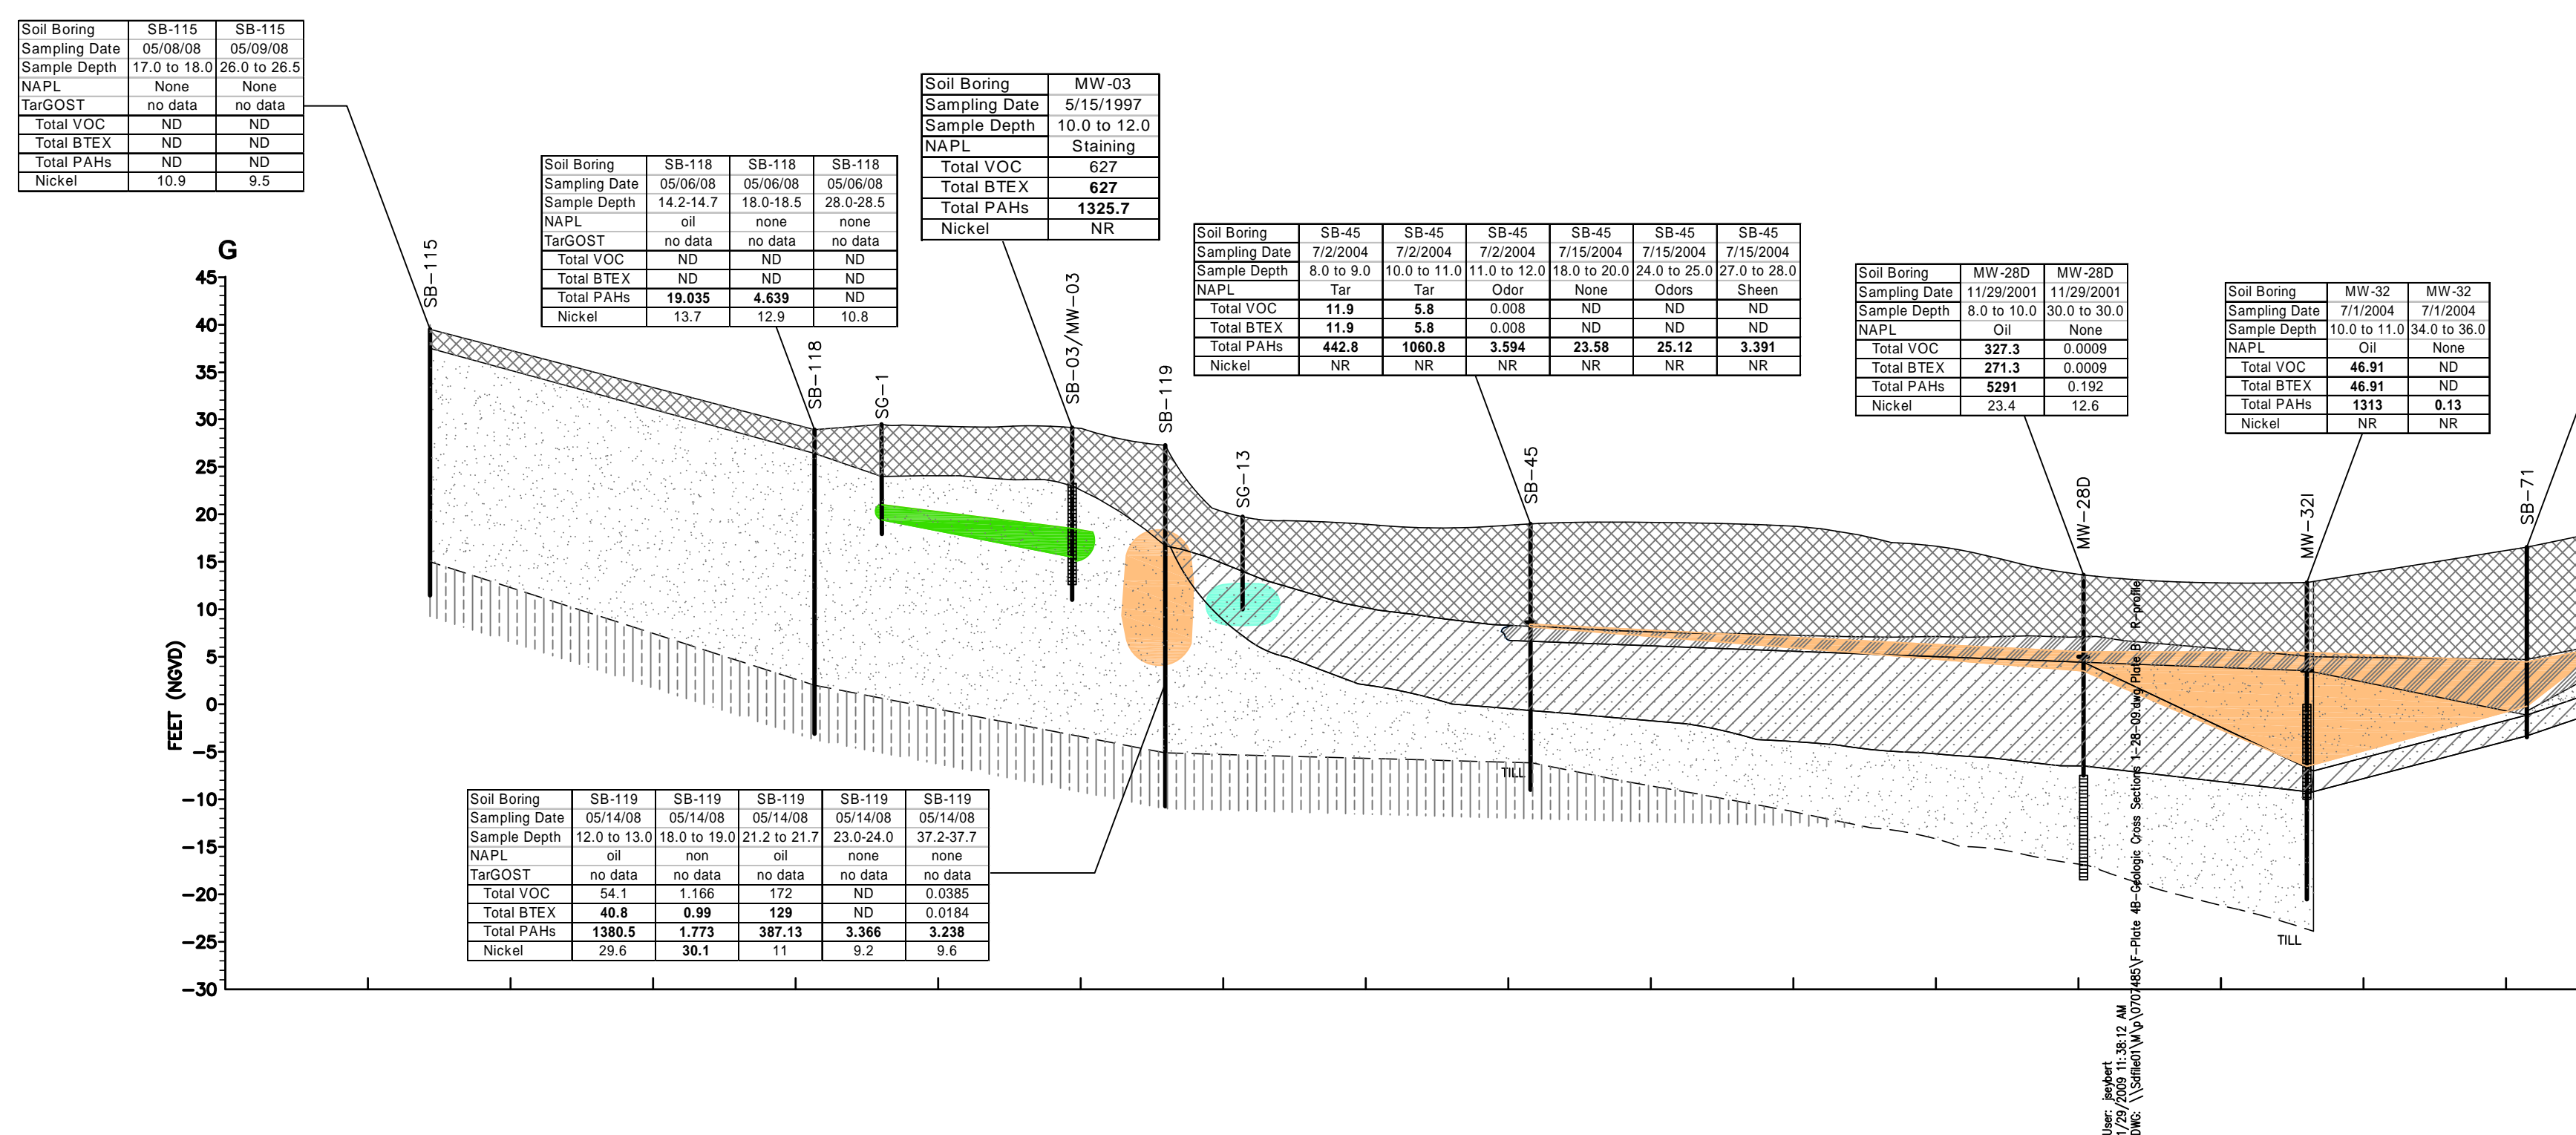 Soil Boring SB-115 SB-115
Sampling Date 05/08/08 05/09/08
Sample Depth 17.0 to 18.0 26.0 to 26.5
NAPL None None
TarGOST no data no data
Total VOC ND ND
Total BTEX ND ND
Total PAHs ND ND
Nickel 10.9 9.5
Soil Boring MW-03
Sampling Date 5/15/1997
Sample Depth 10.0 to 12.0
NAPL Staining
Total VOC 627
Total BTEX 627
Total PAHs 1325.7
Nickel NR
Soil Boring SB-118 SB-118 SB-118
Sampling Date 05/06/08 05/06/08 05/06/08
Sample Depth 14.2-14.7 18.0-18.5 28.0-28.5
NAPL oil none none
TarGOST no data no data no data
Total VOC ND ND ND
Total BTEX ND ND ND
Total PAHs 19.035 4.639 ND
Nickel 13.7 12.9 10.8
Soil Boring SB-45 SB-45 SB-45 SB-45 SB-45 SB-45
Sampling Date 7/2/2004 7/2/2004 7/2/2004 7/15/2004 7/15/2004 7/15/2004
Sample Depth 8.0 to 9.0 10.0 to 11.0 11.0 to 12.0 18.0 to 20.0 24.0 to 25.0 27.0 to 28.0
NAPL Tar Tar Odor None Odors Sheen
Total VOC 11.9 5.8 0.008 ND ND ND
Total BTEX 11.9 5.8 0.008 ND ND ND
Total PAHs 442.8 1060.8 3.594 23.58 25.12 3.391
Nickel NR NR NR NR NR NR
Soil Boring MW-28D MW-28D
Sampling Date 11/29/2001 11/29/2001
Sample Depth 8.0 to 10.0 30.0 to 30.0
NAPL Oil None
Total VOC 327.3 0.0009
Total BTEX 271.3 0.0009
Total PAHs 5291 0.192
Nickel 23.4 12.6
Soil Boring MW-32 MW-32
Sampling Date 7/1/2004 7/1/2004
Sample Depth 10.0 to 11.0 34.0 to 36.0
NAPL Oil None
Total VOC 46.91 ND
Total BTEX 46.91 ND
Total PAHs 1313 0.13
Nickel NR NR
G
SB-115
SB-118
SG-1
SB-03/MW-03
SB-119
SG-13
SB-45
MW-28D
MW-32I
SB-71
45
40
35
30
25
20
15
10
5
0
-5
-10
-15
-20
-25
-30
FEET (NGVD)
TILL
TILL
Soil Boring SB-119 SB-119 SB-119 SB-119 SB-119
Sampling Date 05/14/08 05/14/08 05/14/08 05/14/08 05/14/08
Sample Depth 12.0 to 13.0 18.0 to 19.0 21.2 to 21.7 23.0-24.0 37.2-37.7
NAPL oil non oil none none
TarGOST no data no data no data no data no data
Total VOC 54.1 1.166 172 ND 0.0385
Total BTEX 40.8 0.99 129 ND 0.0184
Total PAHs 1380.5 1.773 387.13 3.366 3.238
Nickel 29.6 30.1 11 9.2 9.6
User: jseybert
1/29/2009 11:38:12 AM
DWG: \\Sdfile01\M\p\0707485\F-Plate 4B-Geologic Cross Sections 1-28-09.dwg Plate B R-profile